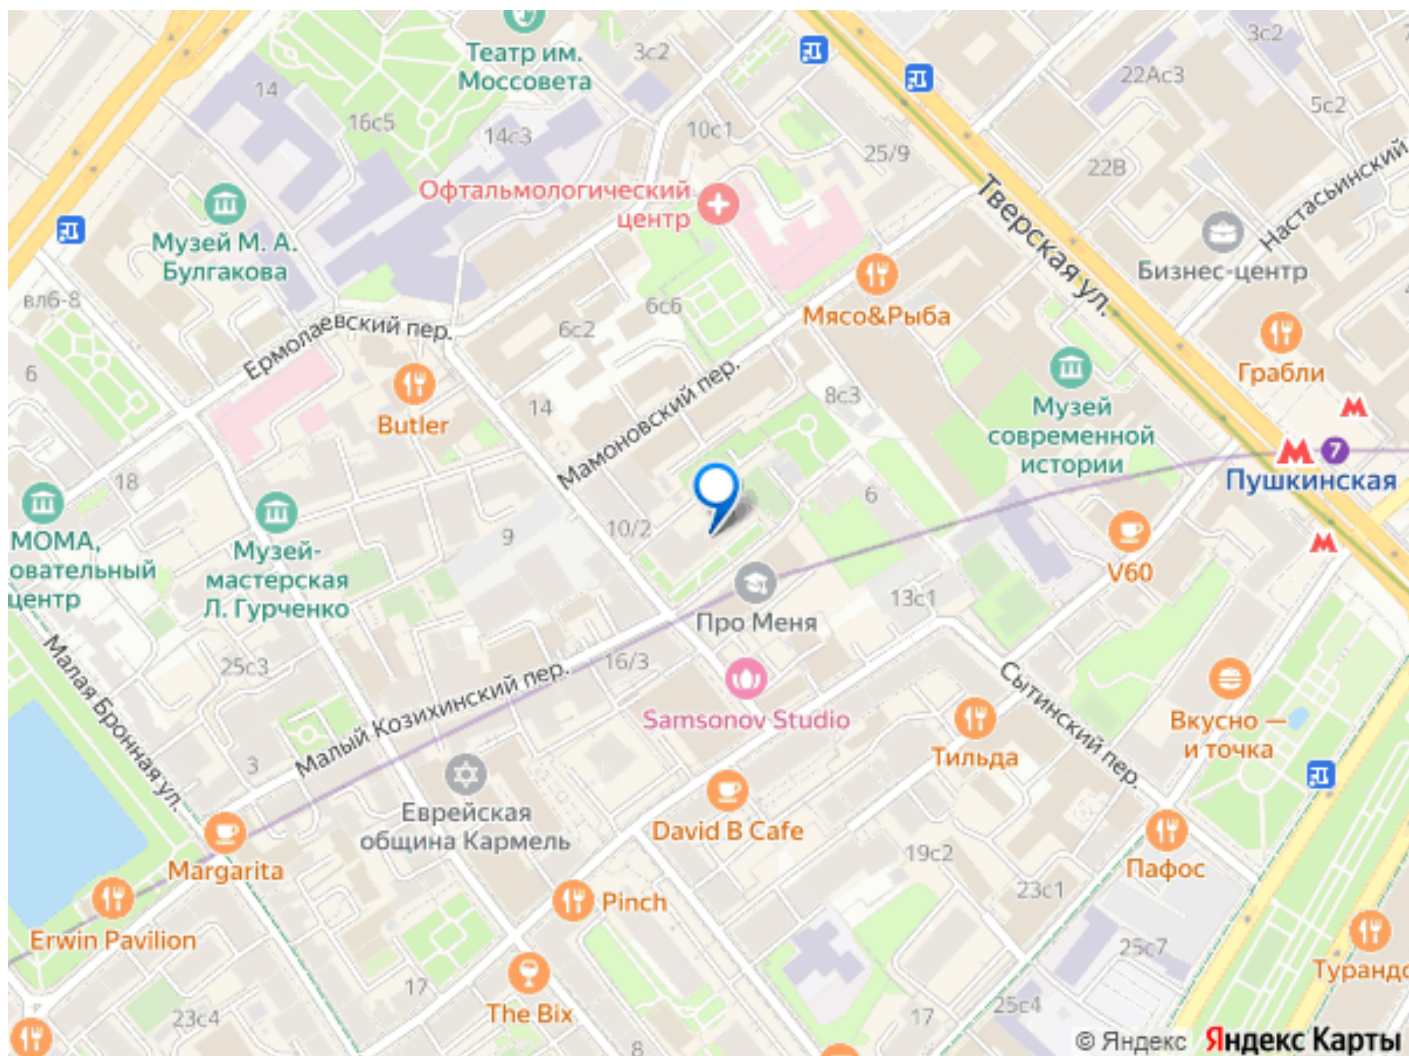 Театр им.
Моссовета
3с2
3с2
22Ас3
5с2
14
16с5
14с3
10с1
25/9
22В
Настасьинский
Офтальмологический
центр
Тверская ул.
Музей М. А.
Булгакова
Бизнес-центр
вл6-8
6с6
6с2
Мясо&Рыба
Ермолаевский пер.
6
Butler
14
Мамоновский пер.
8с3
Грабли
Музей
современной
истории
7
Пушкинская
18
6
10/2
9
МОМА,
овательный
центр
Музей-
мастерская
Л. Гурченко
V60
Про Меня
13с1
25с3
16/3
Малая Бронная ул.
Малый Козихинский пер.
Samsonov Studio
Сытинский пер.
Вкусно —
и точка
Тильда
3
Еврейская
община Кармель
David B Cafe
Margarita
19с2
Пафос
23с1
Pinch
Erwin Pavilion
25с7
Турандо
17
The Bix
23с4
25с4
17
8
© Яндекс Яндекс Карты